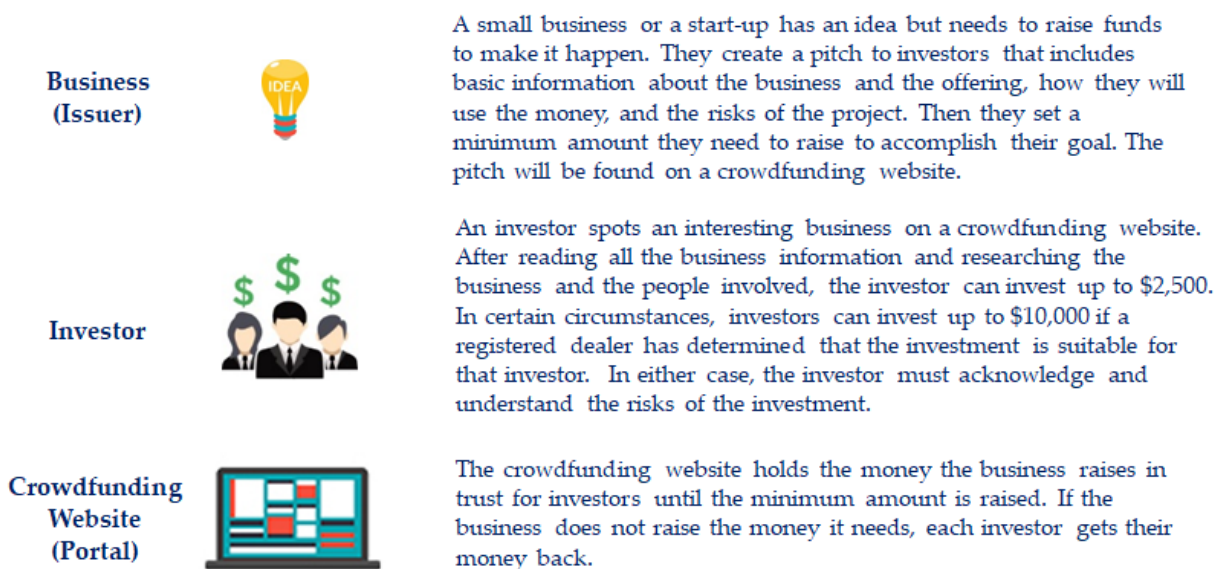 Business
(Issuer)
IDEA
A small business or a start-up has an idea but needs to raise funds
to make it happen. They create a pitch to investors that includes
basic information about the business and the offering, how they will
use the money, and the risks of the project. Then they set a
minimum amount they need to raise to accomplish their goal. The
pitch will be found on a crowdfunding website.
Investor
$ $ $
An investor spots an interesting business on a crowdfunding website.
After reading all the business information and researching the
business and the people involved, the investor can invest up to $2,500.
In certain circumstances, investors can invest up to $10,000 if a
registered dealer has determined that the investment is suitable for
that investor. In either case, the investor must acknowledge and
understand the risks of the investment.
Crowdfunding
Website
(Portal)
The crowdfunding website holds the money the business raises in
trust for investors until the minimum amount is raised. If the
business does not raise the money it needs, each investor gets their
money back.